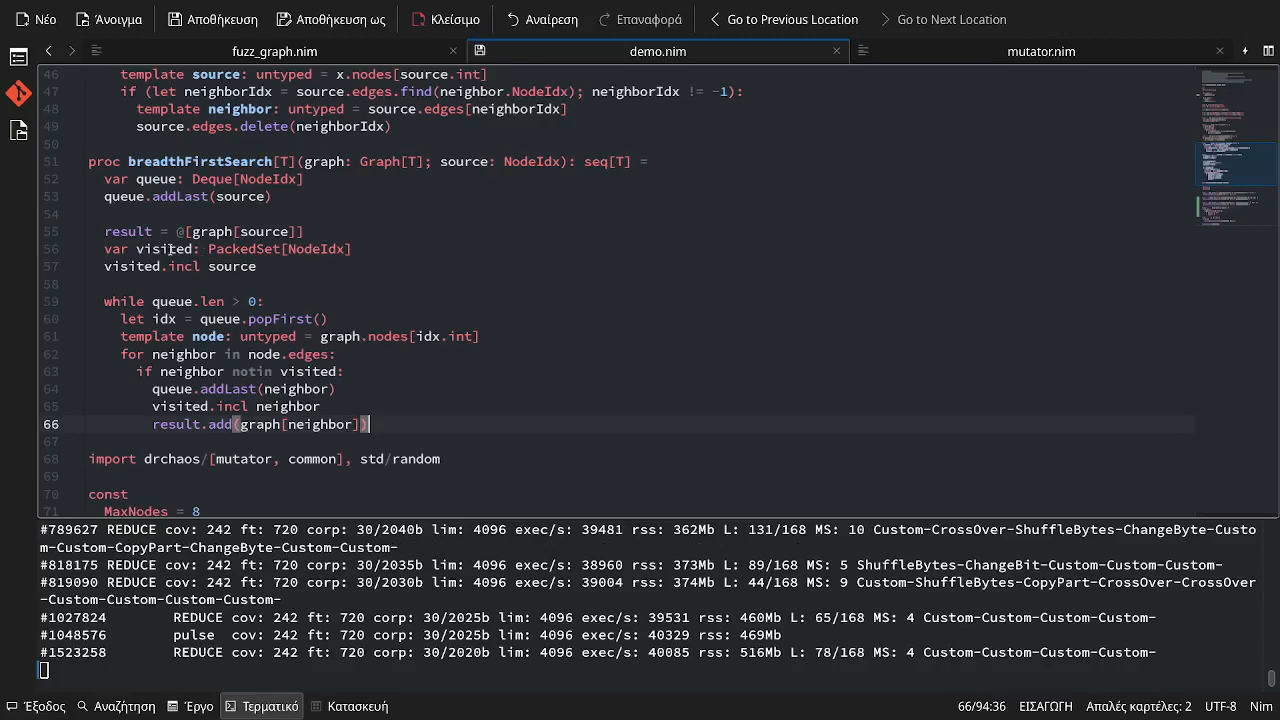 Νέο Άνοιγμα Αποθήκευση Αποθήκευση ως Κλείσιμο Αναίρεση Επαναφορά Go to Previous Location Go to Next Location
fuzz_graph.nim demo.nim mutator.nim
46 template source: untyped = x.nodes[source.int]
47 if (let neighborIdx = source.edges.find(neighbor.NodeIdx); neighborIdx != -1):
48 template neighbor: untyped = source.edges[neighborIdx]
49 source.edges.delete(neighborIdx)
50
51 proc breadthFirstSearch[T](graph: Graph[T]; source: NodeIdx): seq[T] =
52 var queue: Deque[NodeIdx]
53 queue.addLast(source)
54
55 result = @[graph[source]]
56 var visited: PackedSet[NodeIdx]
57 visited.incl source
58
59 while queue.len > 0:
60 let idx = queue.popFirst()
61 template node: untyped = graph.nodes[idx.int]
62 for neighbor in node.edges:
63 if neighbor notin visited:
64 queue.addLast(neighbor)
65 visited.incl neighbor
66 result.add(graph[neighbor])
67
68 import drchaos/[mutator, common], std/random
69
70 const
71 MaxNodes = 8
#789627 REDUCE cov: 242 ft: 720 corp: 30/2040b lim: 4096 exec/s: 39481 rss: 362Mb L: 131/168 MS: 10 Custom-CrossOver-ShuffleBytes-ChangeByte-Custo
m-Custom-CopyPart-ChangeByte-Custom-Custom-
#818175 REDUCE cov: 242 ft: 720 corp: 30/2035b lim: 4096 exec/s: 38960 rss: 373Mb L: 89/168 MS: 5 ShuffleBytes-ChangeBit-Custom-Custom-Custom-
#819090 REDUCE cov: 242 ft: 720 corp: 30/2030b lim: 4096 exec/s: 39004 rss: 374Mb L: 44/168 MS: 9 Custom-ShuffleBytes-CopyPart-CrossOver-CrossOver
-Custom-Custom-Custom-Custom-
#1027824 REDUCE cov: 242 ft: 720 corp: 30/2025b lim: 4096 exec/s: 39531 rss: 460Mb L: 65/168 MS: 4 Custom-Custom-Custom-Custom-
#1048576 pulse cov: 242 ft: 720 corp: 30/2025b lim: 4096 exec/s: 40329 rss: 469Mb
#1523258 REDUCE cov: 242 ft: 720 corp: 30/2020b lim: 4096 exec/s: 40085 rss: 516Mb L: 78/168 MS: 4 Custom-Custom-Custom-Custom-
Έξοδος Αναζήτηση Έργο Τερματικό Κατασκευή 66/94:36 ΕΙΣΑΓΩΓΗ Απαλές καρτέλες: 2 UTF-8 Nim